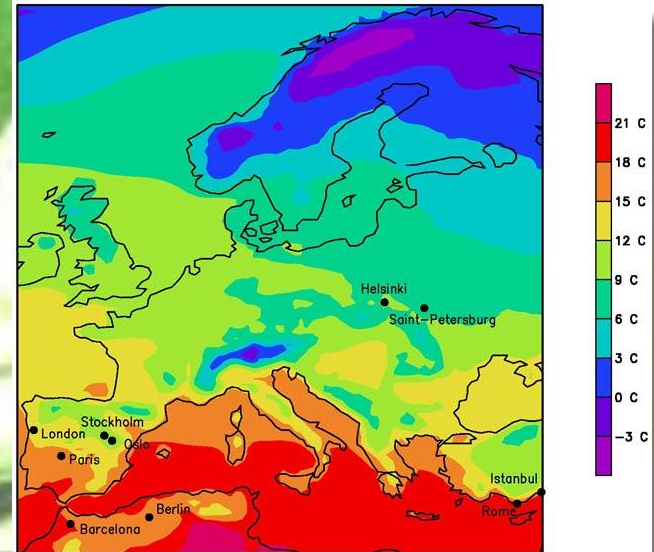 21 C
18 C
15 C
12 C
9 C
6 C
3 C
0 C
-3 C
Helsinki
Saint-Petersburg
Stockholm
London
Oslo
Paris
Istanbul
Rome
Berlin
Barcelona